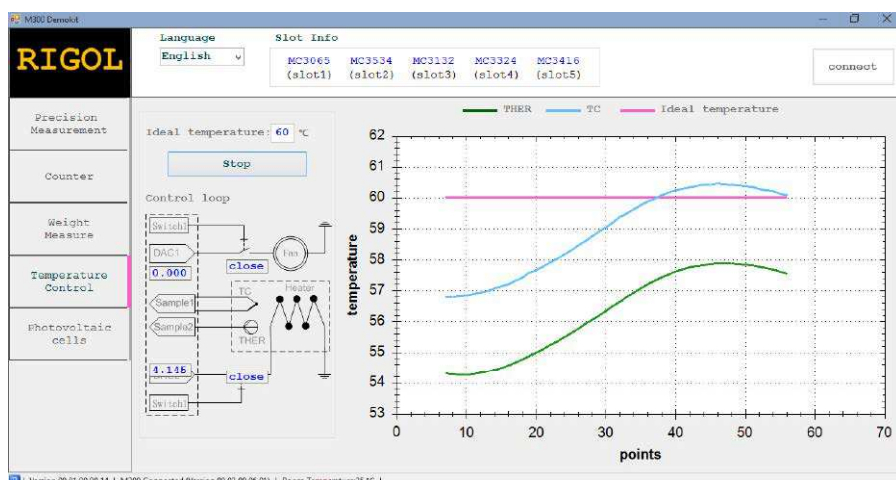 M300 Demokit
RIGOL
Language
English
Slot Info
MC3065 MC3534 MC3132 MC3324 MC3416
(slot1) (slot2) (slot3) (slot4) (slot5)
connect
Precision
Measurement
Counter
Weight
Measure
Temperature
Control
Photovoltaic
cells
Ideal temperature: 60 °C
Stop
Control loop
Switch1
DAC1
0.000
close
Fan
Sample1
TC
Heater
Sample2
THER
4.145
close
Switch1
THER TC Ideal temperature
62
61
60
59
58
57
56
55
54
53
temperature
0 10 20 30 40 50 60 70
points